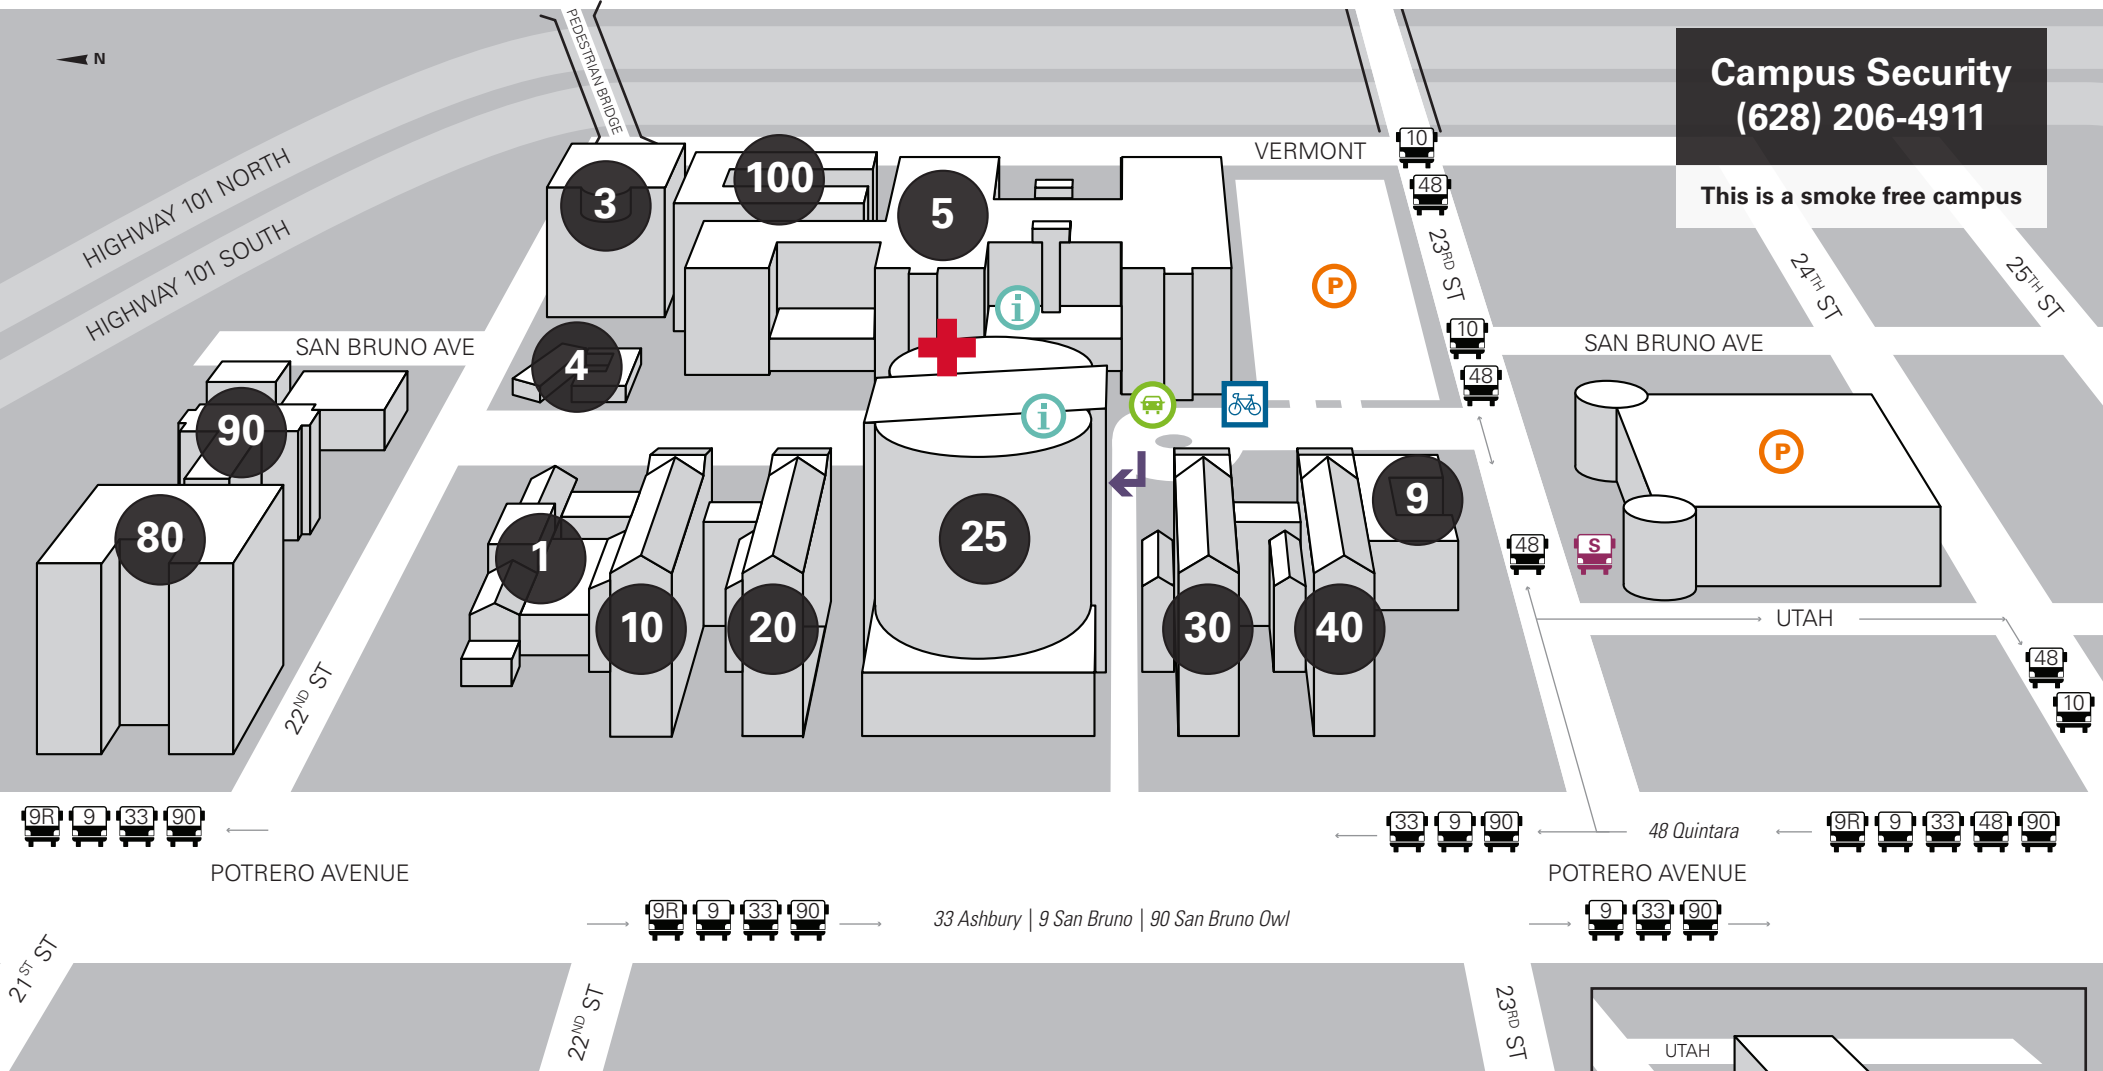 N
PEDESTRIAN BRIDGE
Campus Security
(628) 206-4911
This is a smoke free campus
HIGHWAY 101 NORTH
HIGHWAY 101 SOUTH
VERMONT
10
48
23RD ST
24TH ST
25TH ST
3
100
5
P
i
SAN BRUNO AVE
4
10
48
SAN BRUNO AVE
i
90
P
80
1
25
9
48
S
10
20
30
40
UTAH
48
10
22ND ST
9R 9 33 90
33 9 90
48 Quintara
9R 9 33 48 90
POTRERO AVENUE
POTRERO AVENUE
9R 9 33 90
33 Ashbury | 9 San Bruno | 90 San Bruno Owl
9 33 90
21ST ST
22ND ST
23RD ST
UTAH